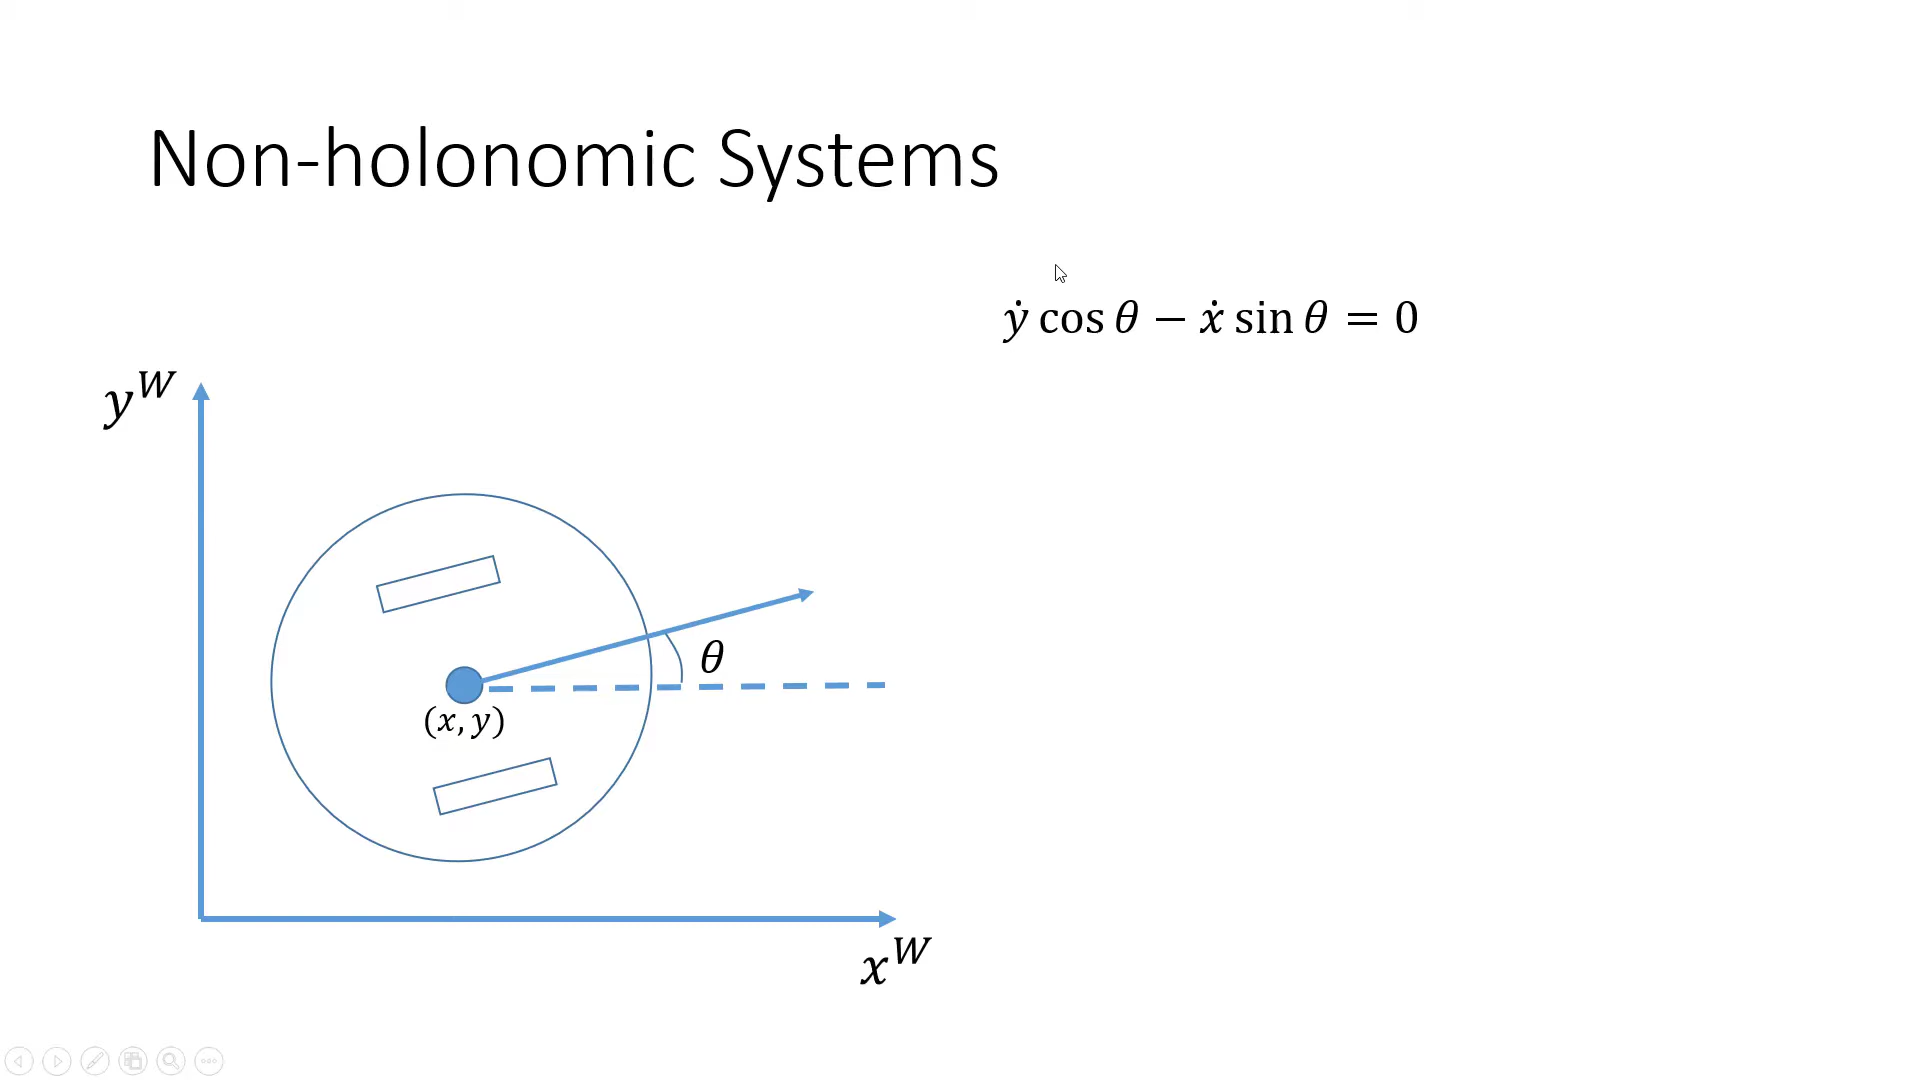 Non-holonomic Systems
ẏ cos θ − ẋ sin θ = 0
y^W
θ
(x, y)
x^W